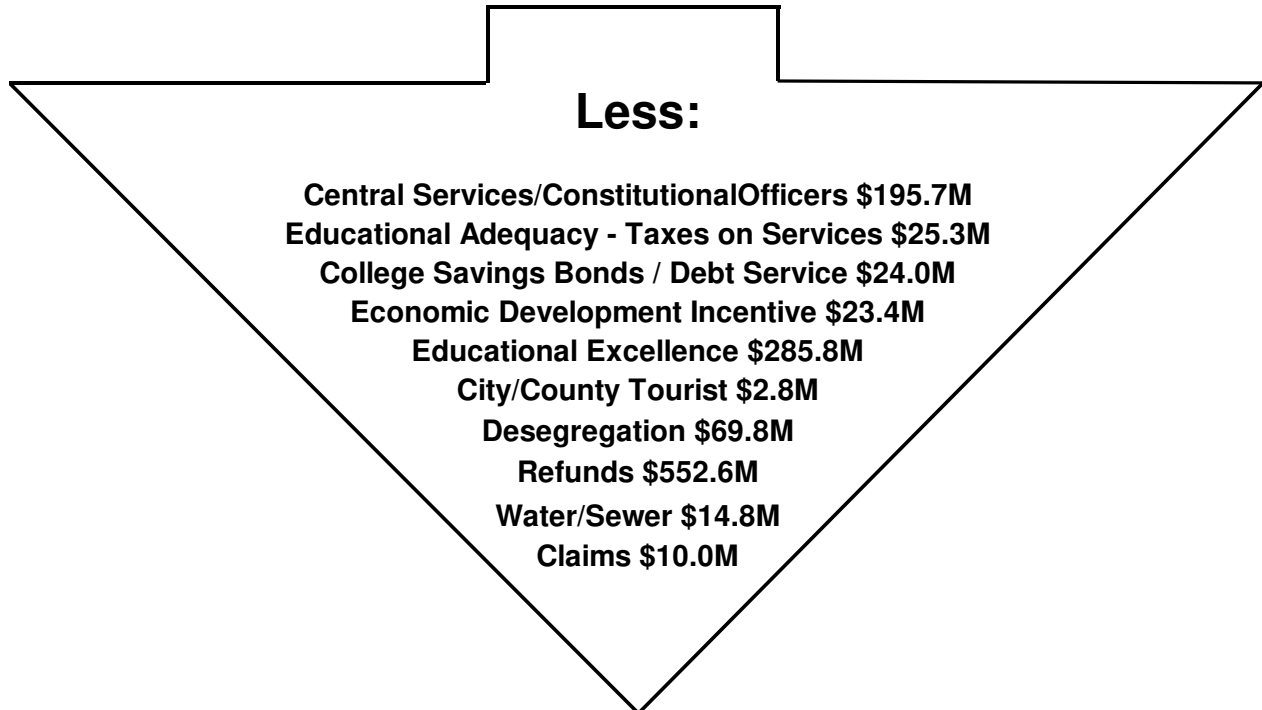 Less:
Central Services/ConstitutionalOfficers $195.7M
Educational Adequacy - Taxes on Services $25.3M
College Savings Bonds / Debt Service $24.0M
Economic Development Incentive $23.4M
Educational Excellence $285.8M
City/County Tourist $2.8M
Desegregation $69.8M
Refunds $552.6M
Water/Sewer $14.8M
Claims $10.0M